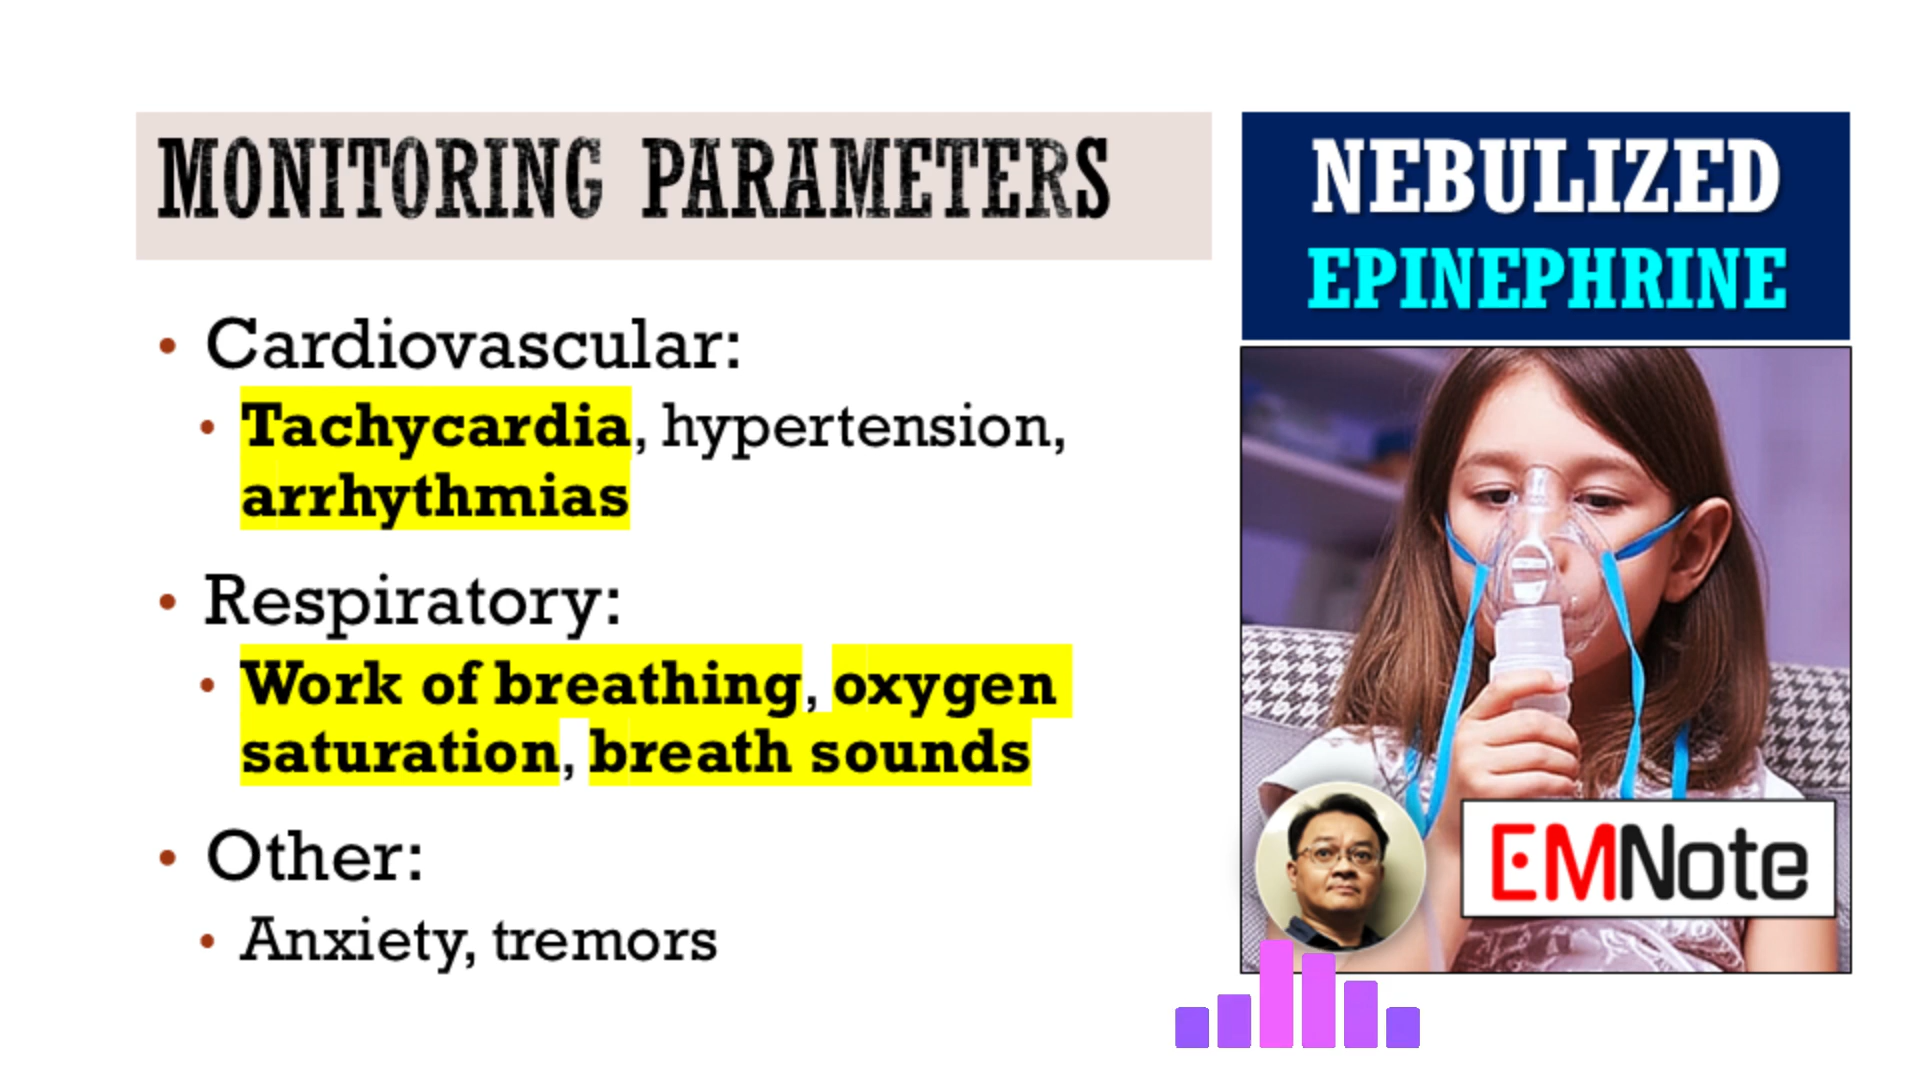 MONITORING PARAMETERS
• Cardiovascular:
• Tachycardia, hypertension,
arrhythmias
• Respiratory:
• Work of breathing, oxygen
saturation, breath sounds
• Other:
• Anxiety, tremors
NEBULIZED
EPINEPHRINE
EMNote